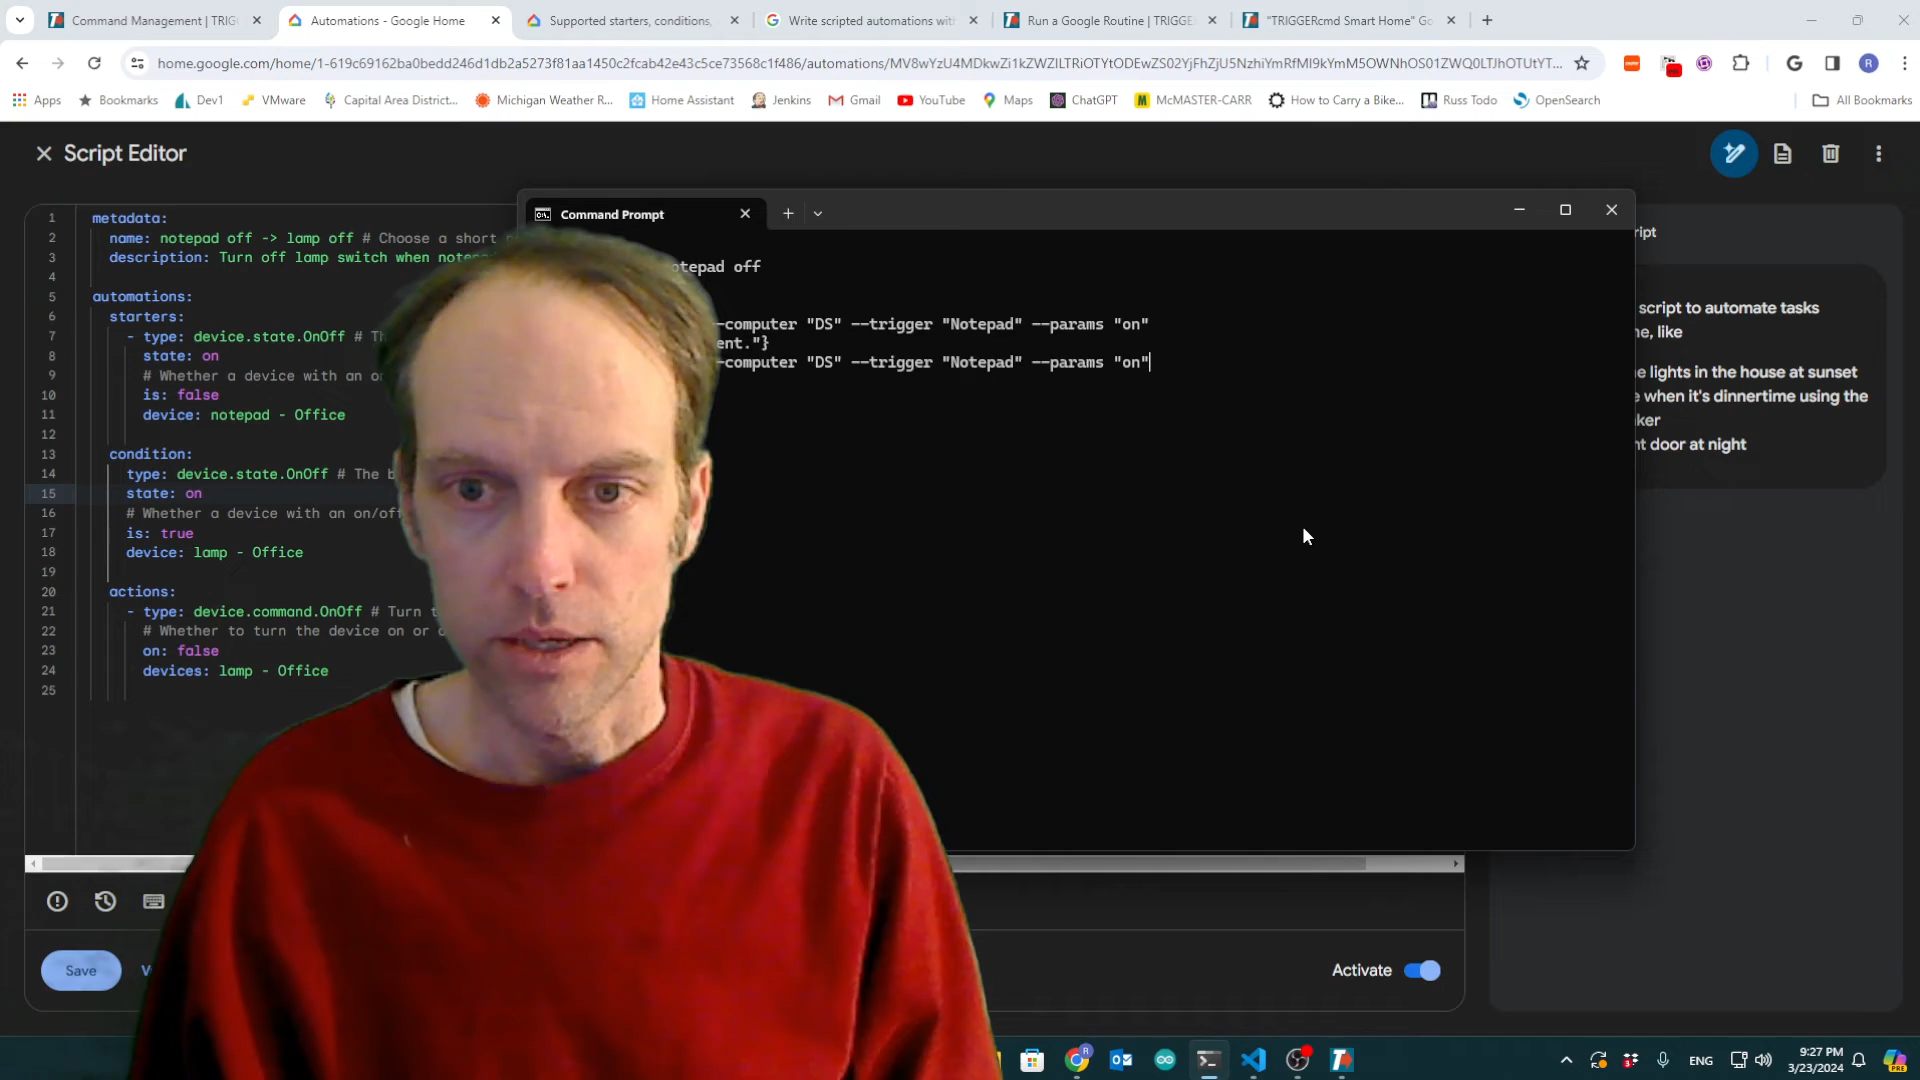 Command Management | TRIG
Automations - Google Home
Supported starters, conditions,
Write scripted automations wit
Run a Google Routine | TRIGGE
"TRIGGERcmd Smart Home" Go
home.google.com/home/1-619c69162ba0bedd246d1db2a5273f81aa1450c2fcab42e43c5ce73568c1f486/automations/
Apps
Bookmarks
Dev1
VMware
Capital Area District...
Michigan Weather R...
Home Assistant
Jenkins
Gmail
YouTube
Maps
ChatGPT
McMASTER-CARR
How to Carry a Bike...
Russ Todo
OpenSearch
All Bookmarks
Script Editor
1 metadata:
2 name: notepad off -> lamp off # Choose a short
3 description: Turn off lamp switch when notep
4
5 automations:
6 starters:
7 - type: device.state.OnOff # Th
8 state: on
9 # Whether a device with an o
10 is: false
11 device: notepad - Office
12
13 condition:
14 type: device.state.OnOff # The b
15 state: on
16 # Whether a device with an on/off
17 is: true
18 device: lamp - Office
19
20 actions:
21 - type: device.command.OnOff # Turn t
22 # Whether to turn the device on or o
23 on: false
24 devices: lamp - Office
25
Command Prompt
otepad off
-computer "DS" --trigger "Notepad" --params "on"
ent."}
-computer "DS" --trigger "Notepad" --params "on"
ript
script to automate tasks
ne, like
e lights in the house at sunset
e when it's dinnertime using the
ker
nt door at night
Save
Activate
ENG
9:27 PM
3/23/2024